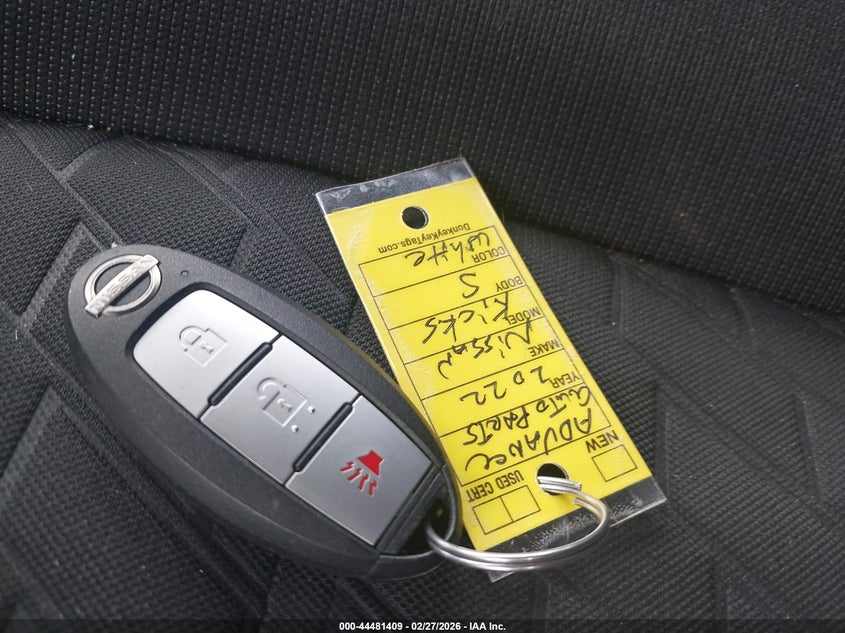 NISSAN
NEW
USED CERT
ADVANCE
AUTO PARTS
YEAR 2022
MAKE Nissan
MODEL Kicks
BODY S
COLOR White
DonkeyKeyTags.com
000-44481409 - 02/27/2026 - IAA Inc.